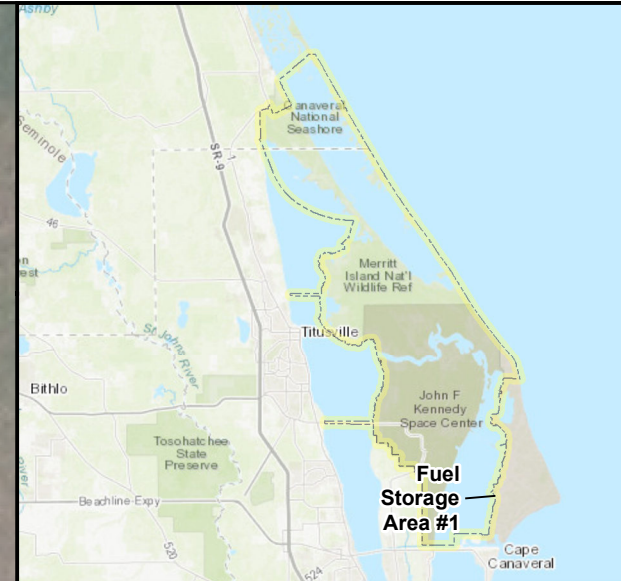 Ashby
Canaveral
National
Seashore
Seminole
SR-9
1
46
Merritt
Island Nat'l
Wildlife Ref
St Johns River
Titusville
Bithlo
John F
Kennedy
Space Center
Tosohatchee
State
Preserve
Fuel
Storage
Area #1
Beachline Expy
River
520
524
Cape
Canaveral